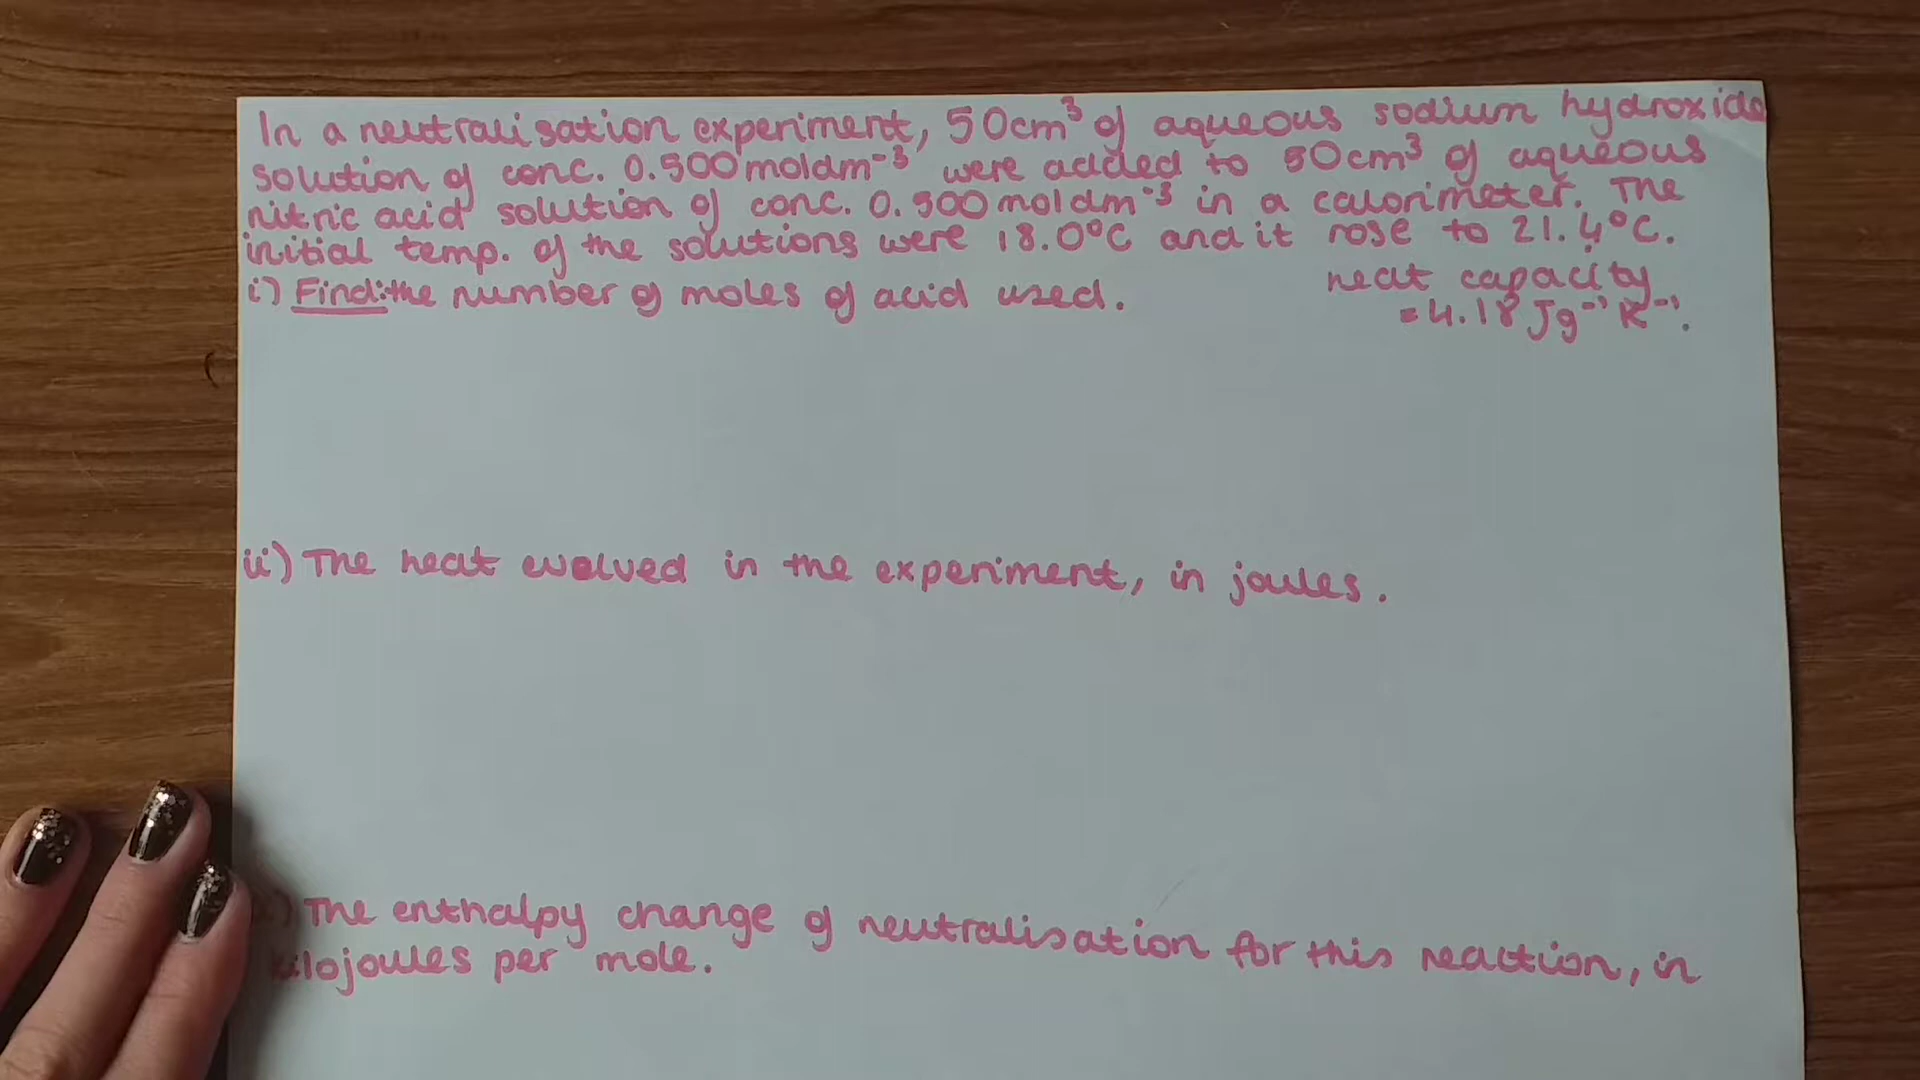 In a neutralisation experiment, 50cm³ of aqueous sodium hydroxide
solution of conc. 0.500 moldm⁻³ were added to 50cm³ of aqueous
nitric acid solution of conc. 0.500 moldm⁻³ in a calorimeter. The
initial temp. of the solutions were 18.0°C and it rose to 21.4°C.
i) Find: the number of moles of acid used.
heat capacity
= 4.18 Jg⁻¹ K⁻¹.
ii) The heat evolved in the experiment, in joules.
) The enthalpy change of neutralisation for this reaction, in
kilojoules per mole.